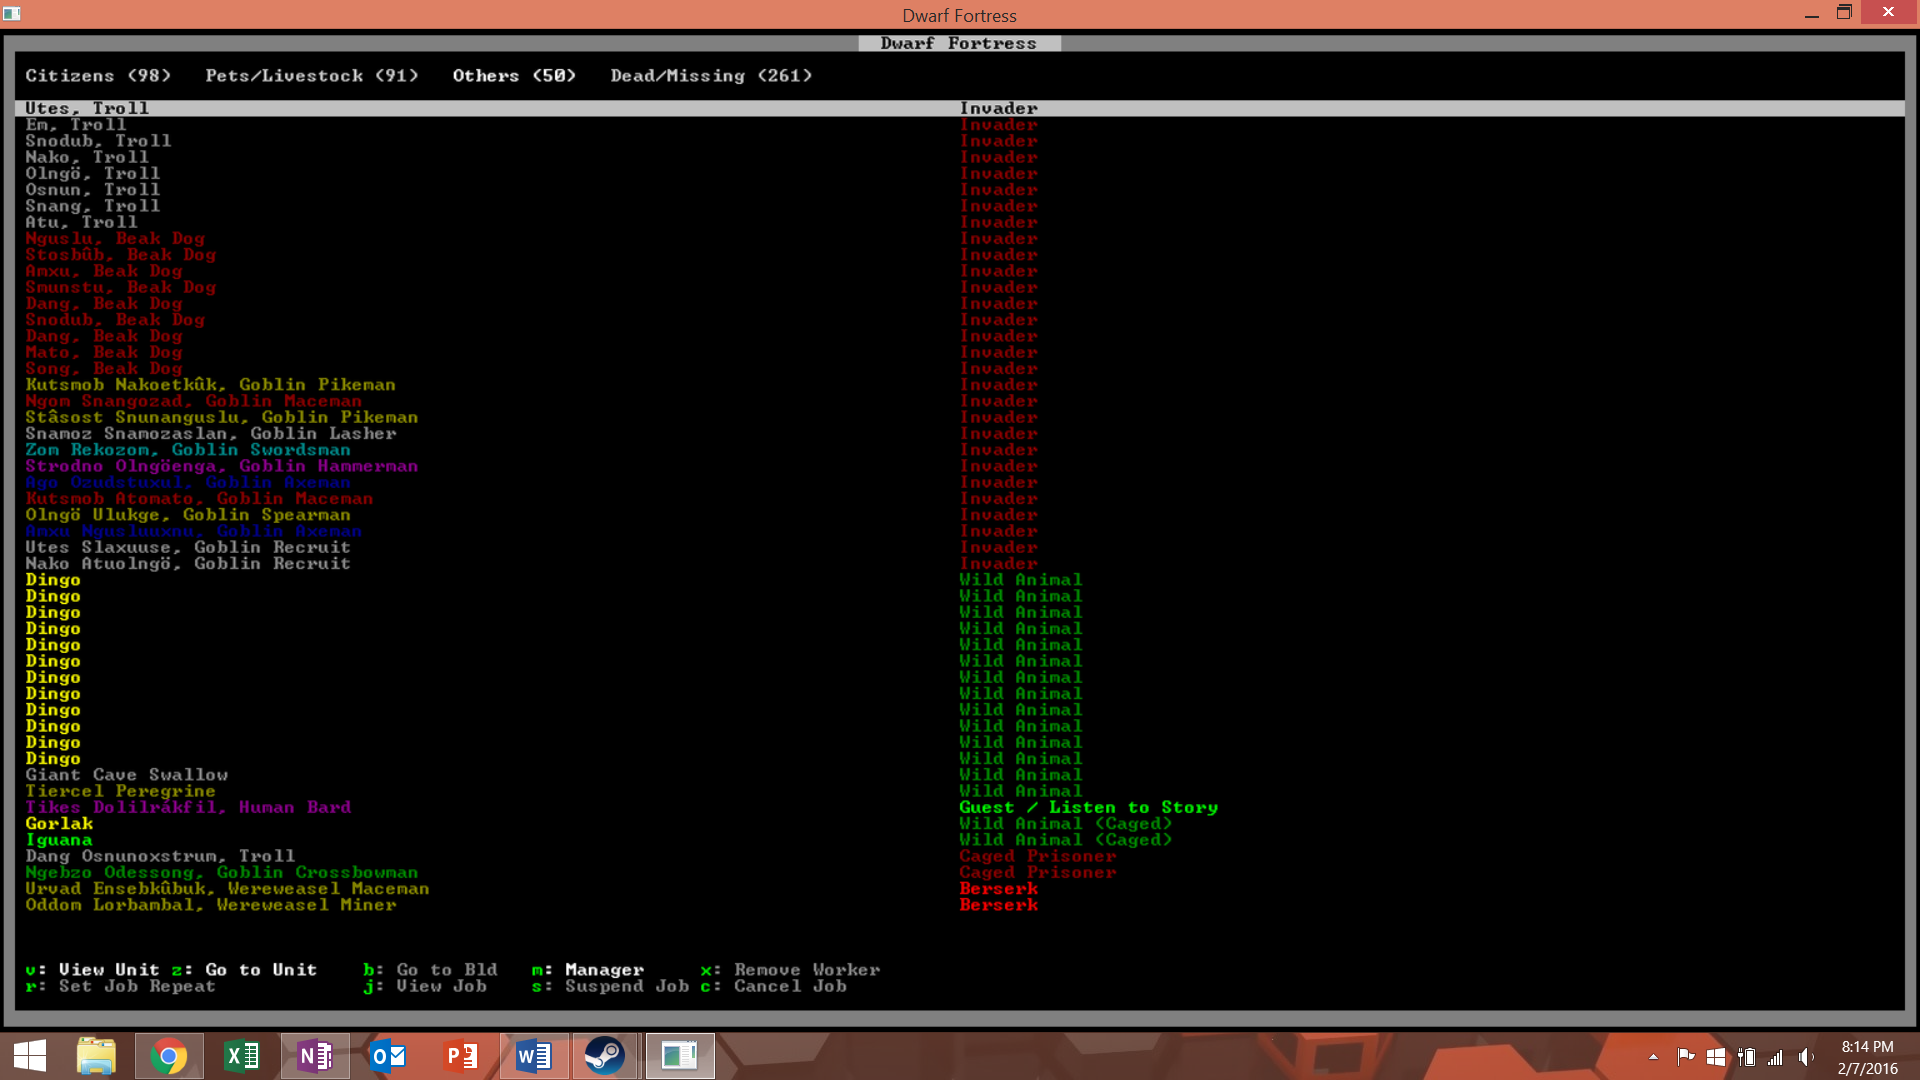 Dwarf Fortress
Dwarf Fortress
Citizens (98) Pets/Livestock (91) Others (50) Dead/Missing (261)
Utes, Troll Invader
Em, Troll Invader
Snodub, Troll Invader
Nako, Troll Invader
Olngö, Troll Invader
Osnun, Troll Invader
Snang, Troll Invader
Atu, Troll Invader
Nguslu, Beak Dog Invader
Stosbûb, Beak Dog Invader
Amxu, Beak Dog Invader
Smunstu, Beak Dog Invader
Dang, Beak Dog Invader
Snodub, Beak Dog Invader
Dang, Beak Dog Invader
Mato, Beak Dog Invader
Song, Beak Dog Invader
Kutsmob Nakoetkûk, Goblin Pikeman Invader
Ngom Snangozad, Goblin Maceman Invader
Stâsost Snunanguslu, Goblin Pikeman Invader
Snamoz Snamozaslan, Goblin Lasher Invader
Zom Rekozom, Goblin Swordsman Invader
Strodno Olngöenga, Goblin Hammerman Invader
Ago Ozudstuxul, Goblin Axeman Invader
Kutsmob Atomato, Goblin Maceman Invader
Olngö Ulukge, Goblin Spearman Invader
Amxu Ngusluuxnu, Goblin Axeman Invader
Utes Slaxuuse, Goblin Recruit Invader
Nako Atuolngö, Goblin Recruit Invader
Dingo Wild Animal
Dingo Wild Animal
Dingo Wild Animal
Dingo Wild Animal
Dingo Wild Animal
Dingo Wild Animal
Dingo Wild Animal
Dingo Wild Animal
Dingo Wild Animal
Dingo Wild Animal
Dingo Wild Animal
Dingo Wild Animal
Giant Cave Swallow Wild Animal
Tiercel Peregrine Wild Animal
Tikes Dolilråkfil, Human Bard Guest / Listen to Story
Gorlak Wild Animal (Caged)
Iguana Wild Animal (Caged)
Dang Osnunoxstrum, Troll Caged Prisoner
Ngebzo Odessong, Goblin Crossbowman Caged Prisoner
Urvad Ensebkûbuk, Wereweasel Maceman Berserk
Oddom Lorbambal, Wereweasel Miner Berserk
v: View Unit z: Go to Unit b: Go to Bld m: Manager x: Remove Worker
r: Set Job Repeat j: View Job s: Suspend Job c: Cancel Job
8:14 PM
2/7/2016